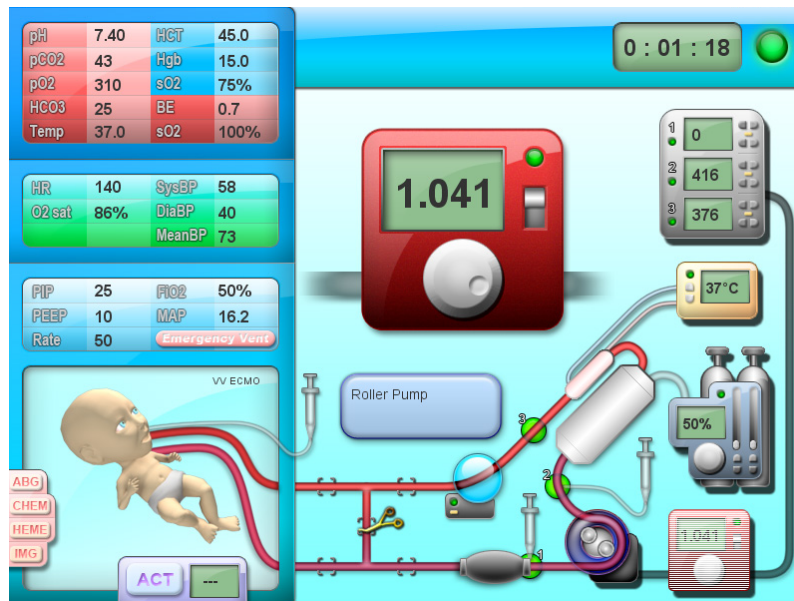 pH 7.40 HCT 45.0
pCO2 43 Hgb 15.0
pO2 310 sO2 75%
HCO3 25 BE 0.7
Temp 37.0 sO2 100%
HR 140 SysBP 58
O2 sat 86% DiaBP 40
MeanBP 73
PIP 25 FIO2 50%
PEEP 10 MAP 16.2
Rate 50 Emergency Vent
VV ECMO
ABG
CHEM
HEME
IMG
ACT ---
0 : 01 : 18
1.041
1 0
2 416
3 376
37°C
Roller Pump
50%
3
2
1
1.041